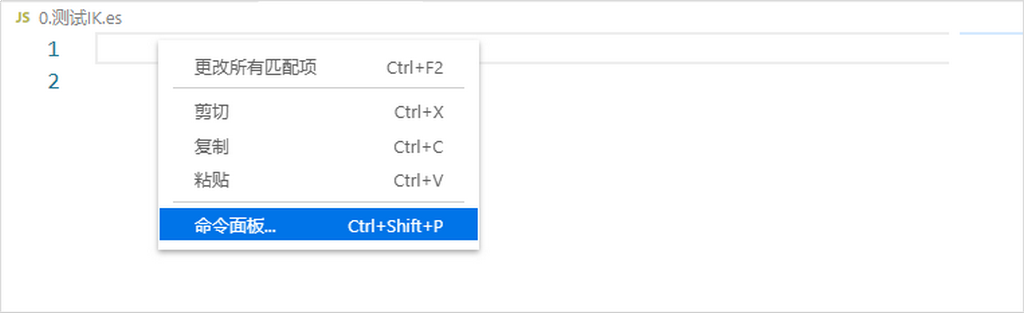 JS 0.测试IK.es
1
2
更改所有匹配项 Ctrl+F2
剪切 Ctrl+X
复制 Ctrl+C
粘贴 Ctrl+V
命令面板... Ctrl+Shift+P